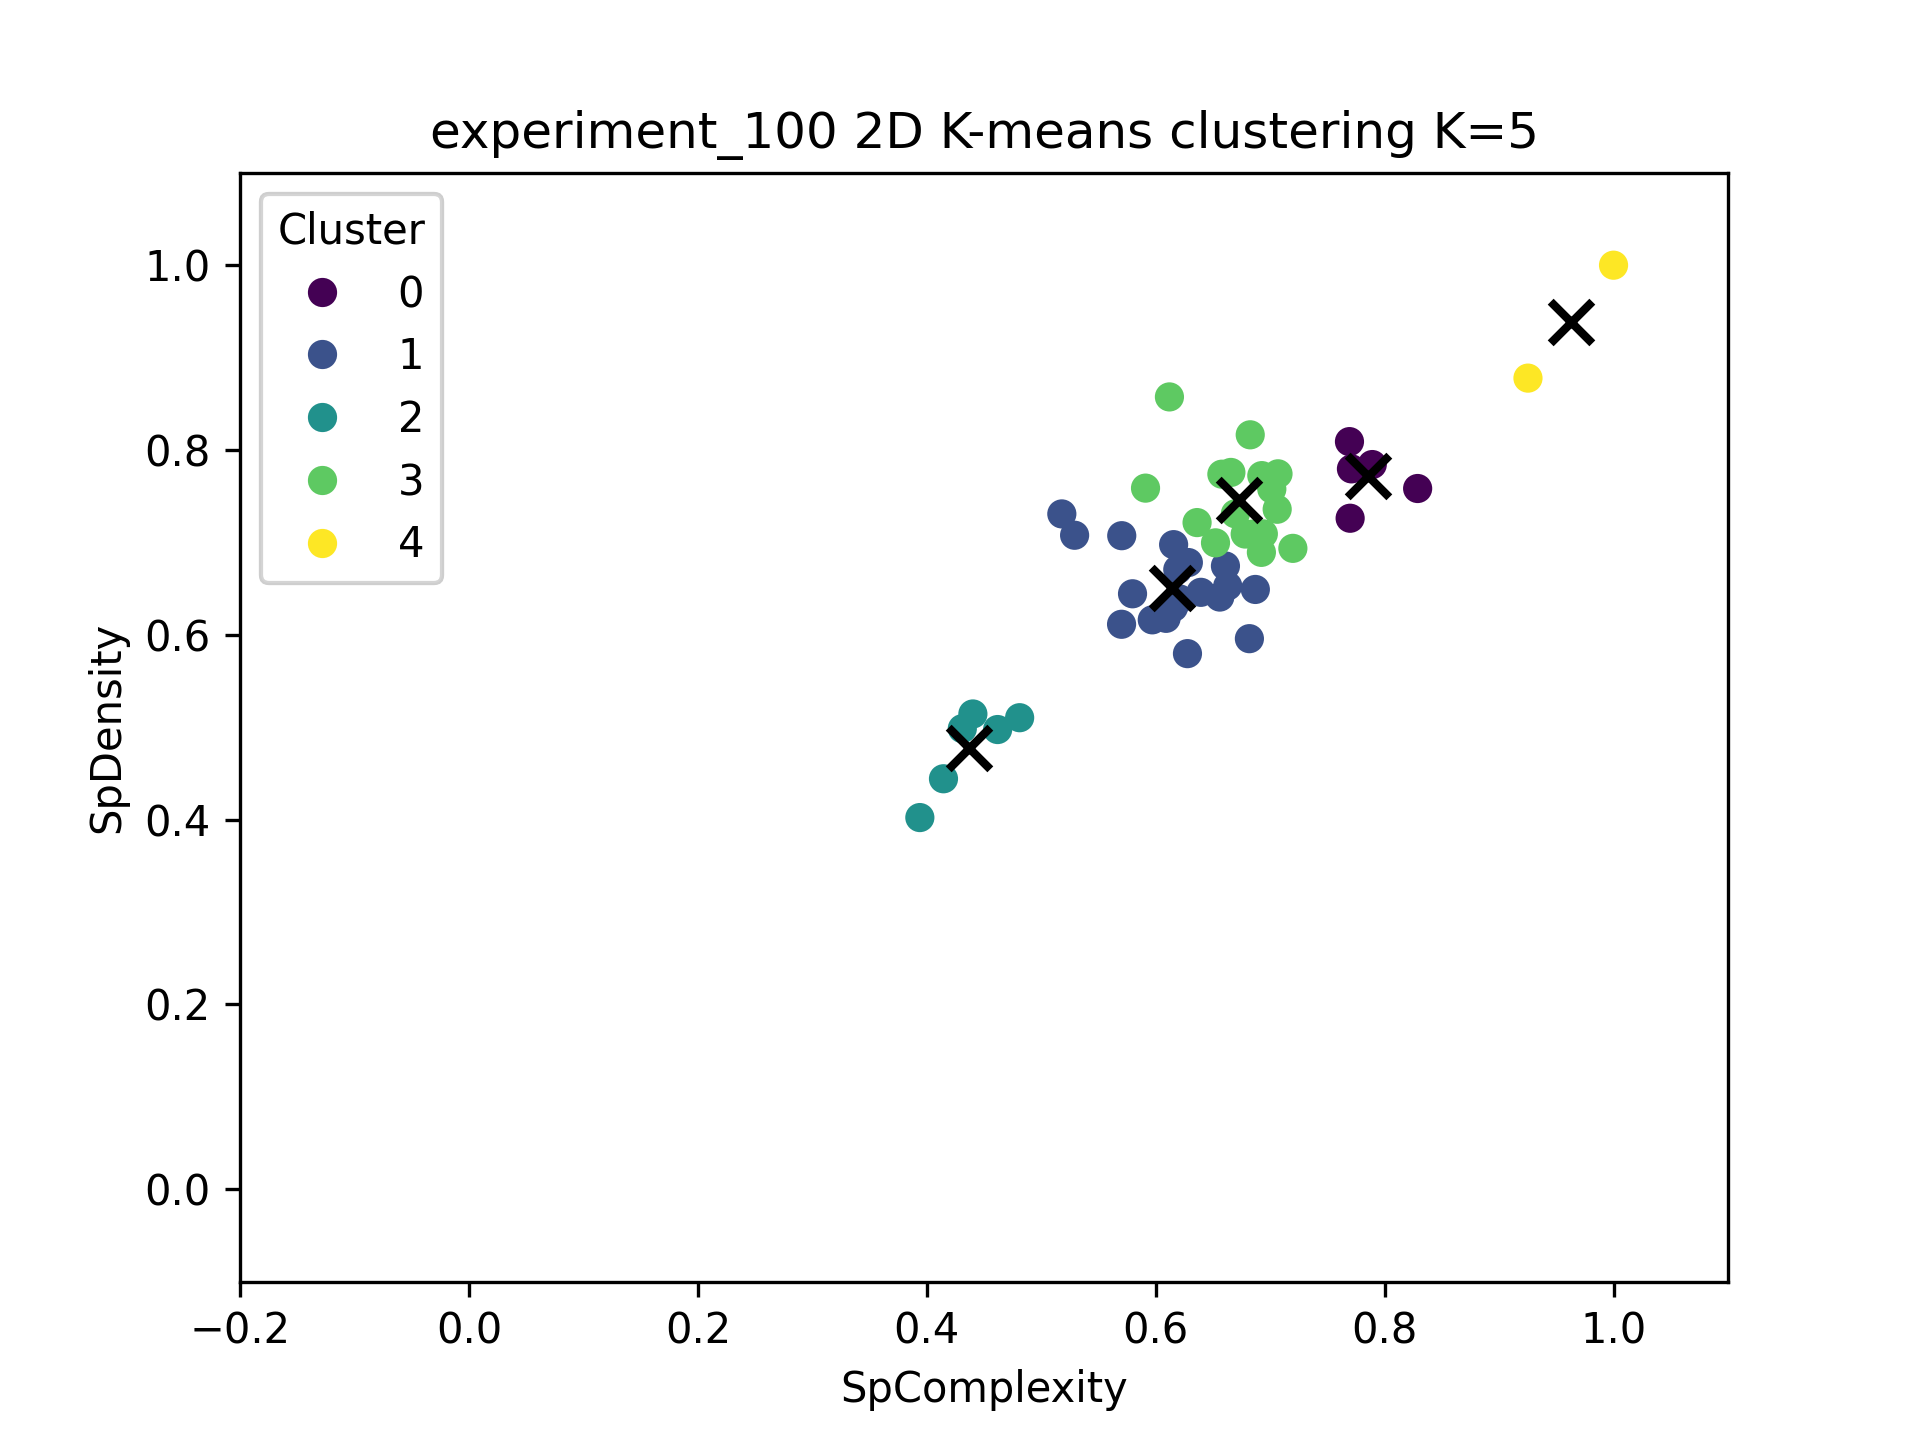 experiment_100 2D K-means clustering K=5
Cluster
0
1
2
3
4
1.0
0.8
0.6
0.4
0.2
0.0
SpDensity
−0.2 0.0 0.2 0.4 0.6 0.8 1.0
SpComplexity